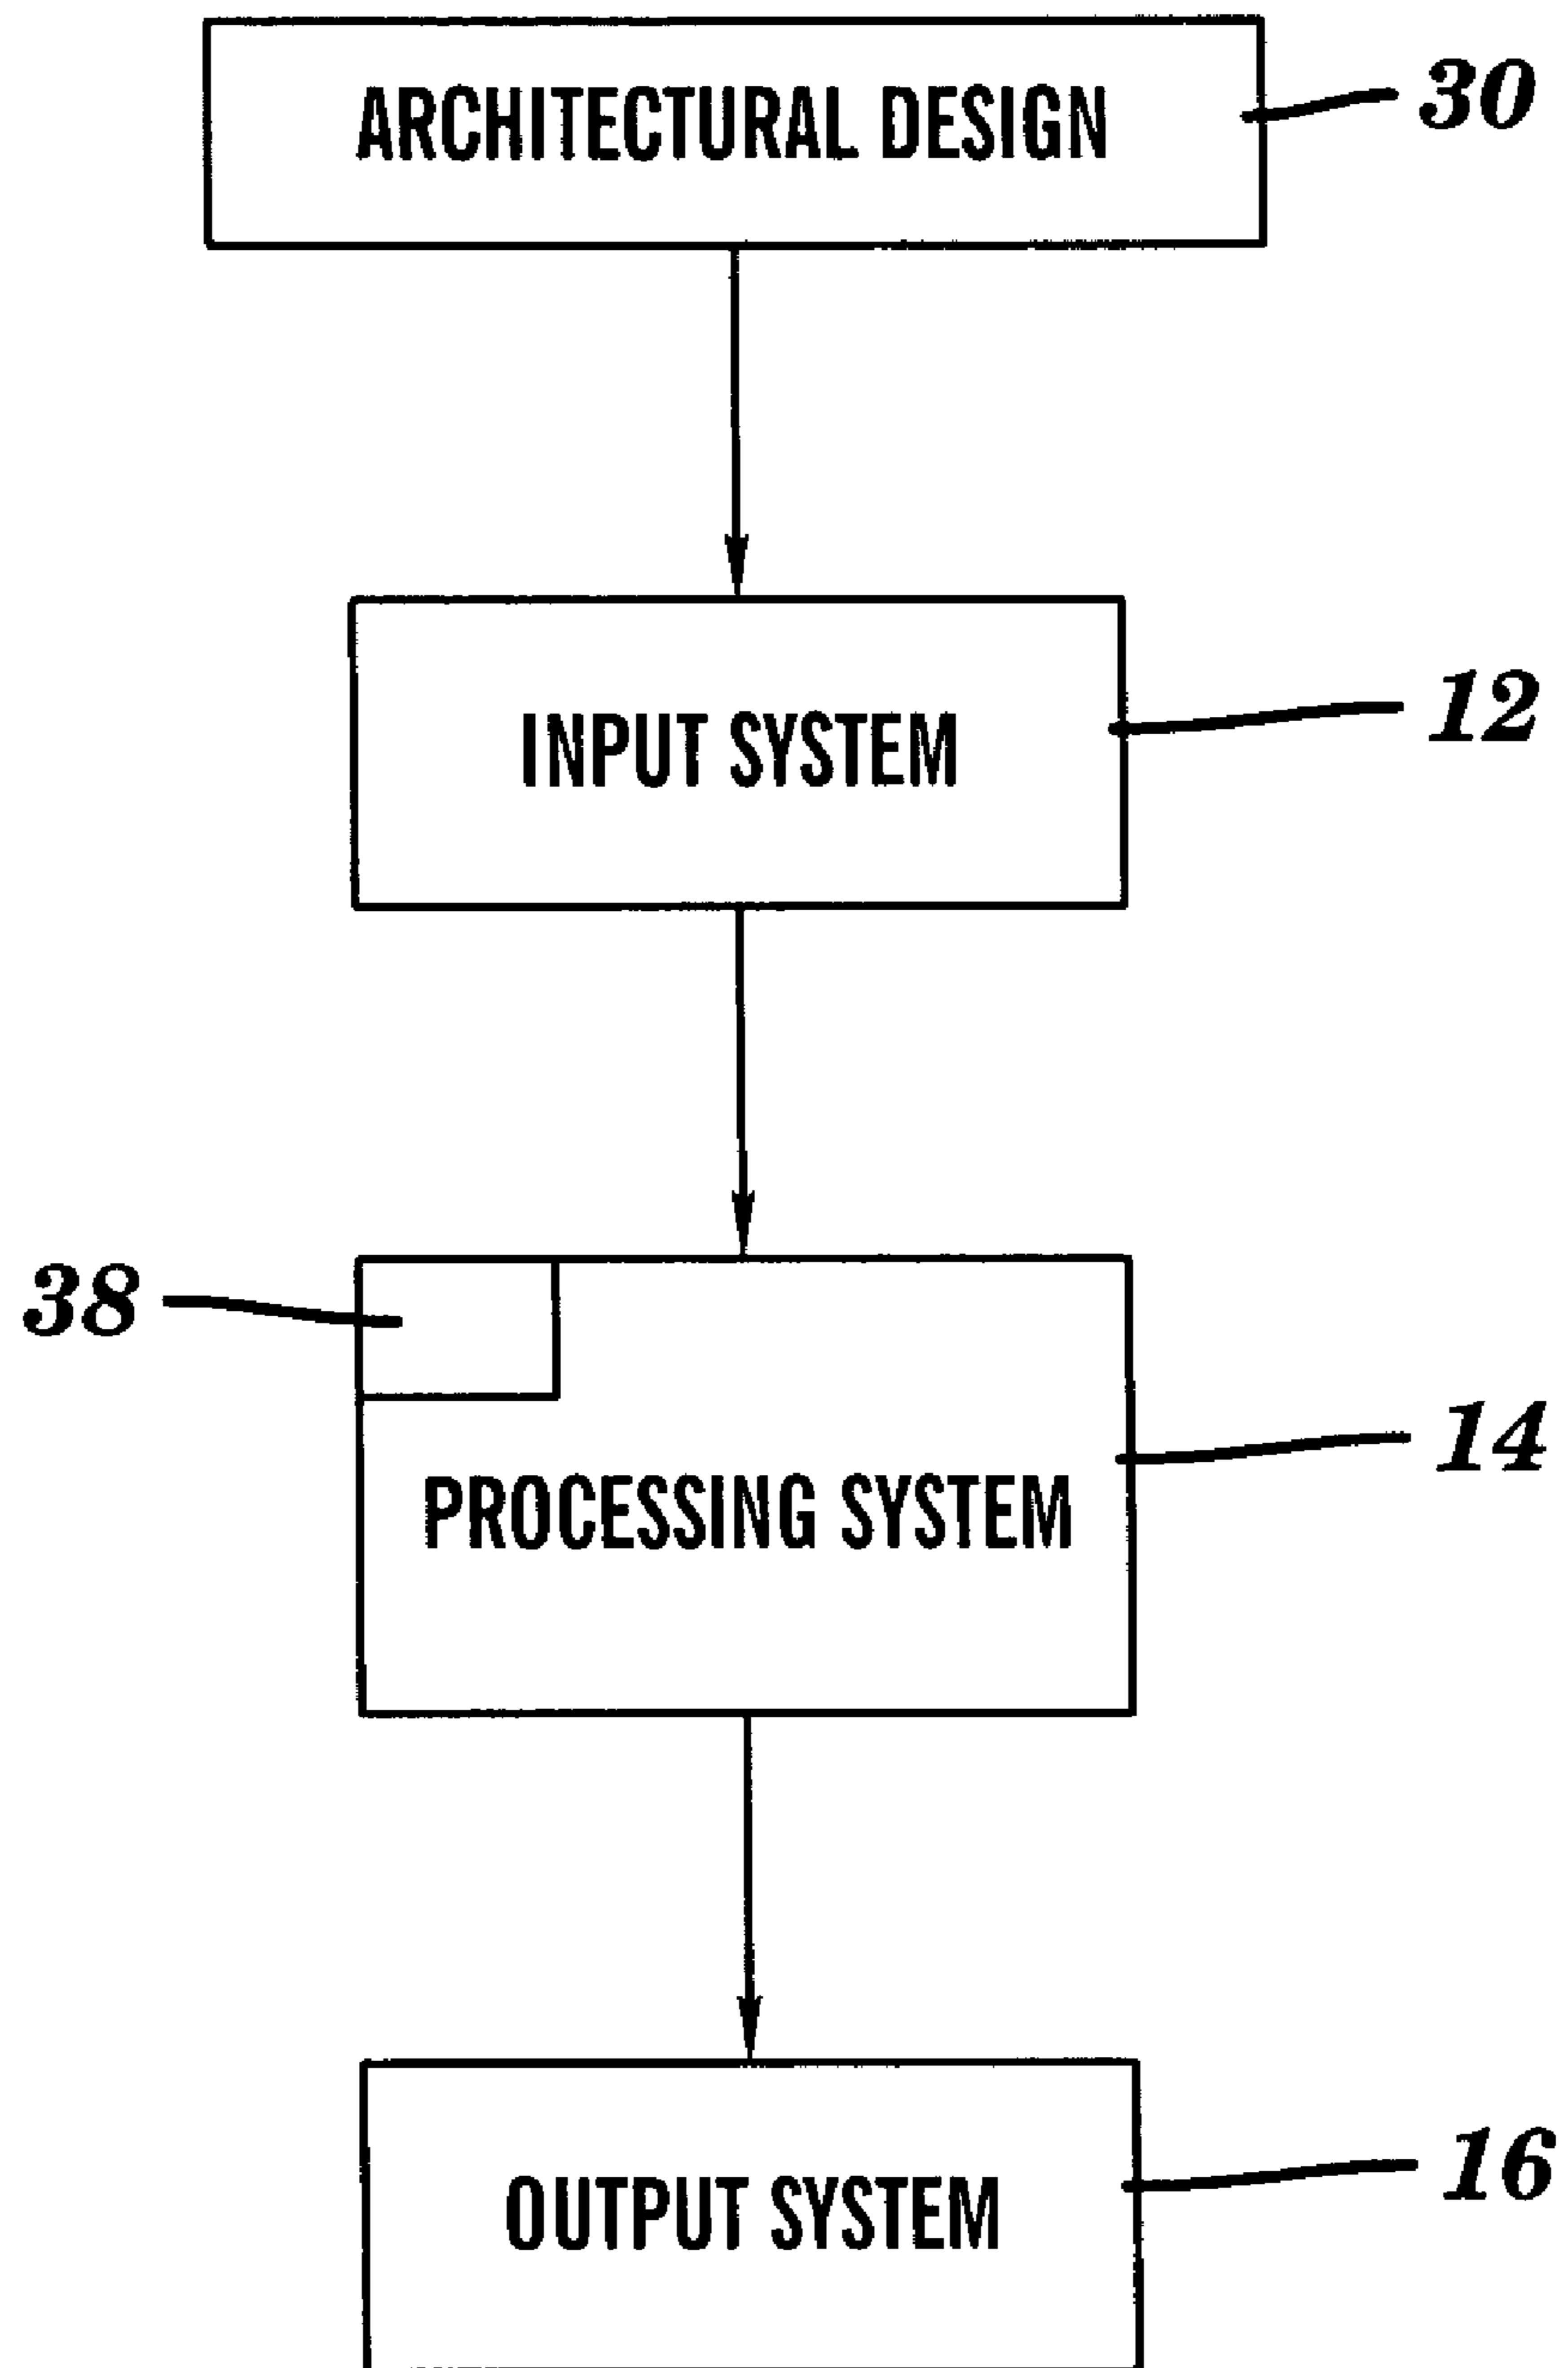 ARCHITECTURAL DESIGN
30
INPUT SYSTEM
12
38
14
PROCESSING SYSTEM
16
OUTPUT SYSTEM